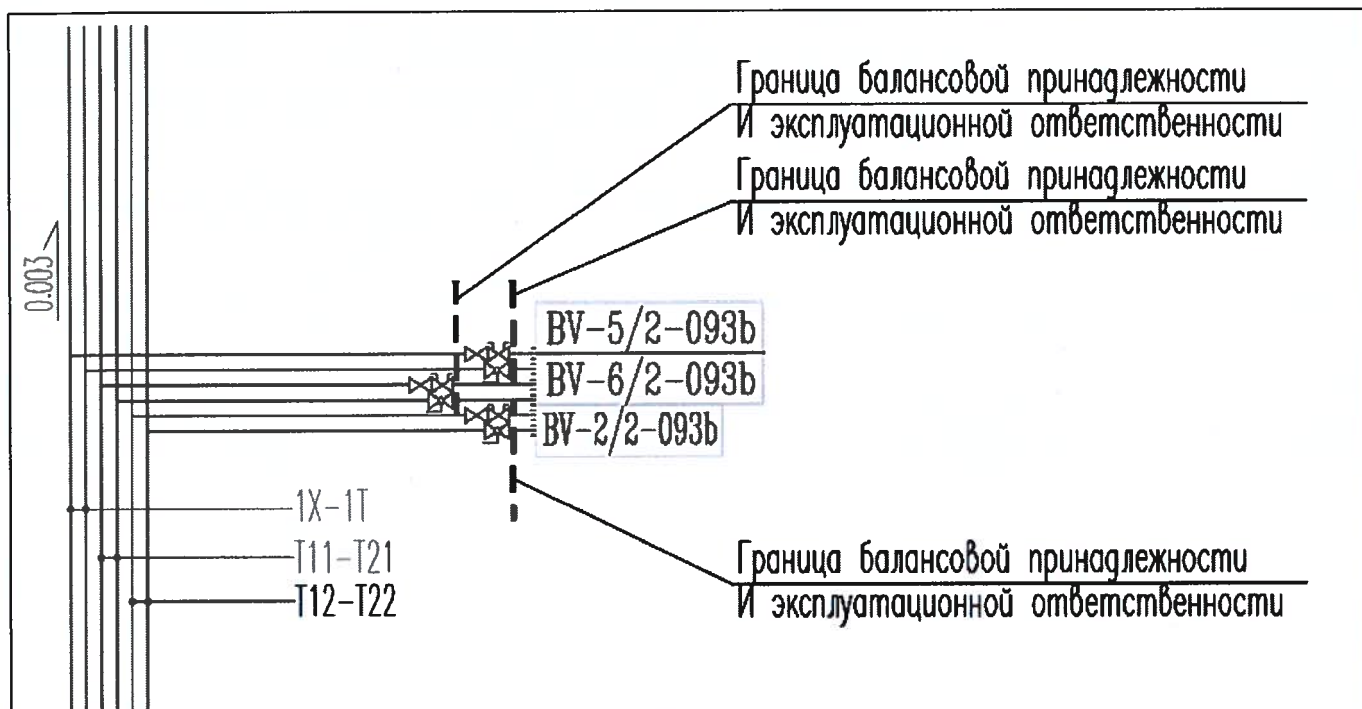 Граница балансовой принадлежности
И эксплуатационной ответственности
Граница балансовой принадлежности
И эксплуатационной ответственности
0.003
BV-5/2-093b
BV-6/2-093b
BV-2/2-093b
1X-1T
T11-T21
T12-T22
Граница балансовой принадлежности
И эксплуатационной ответственности